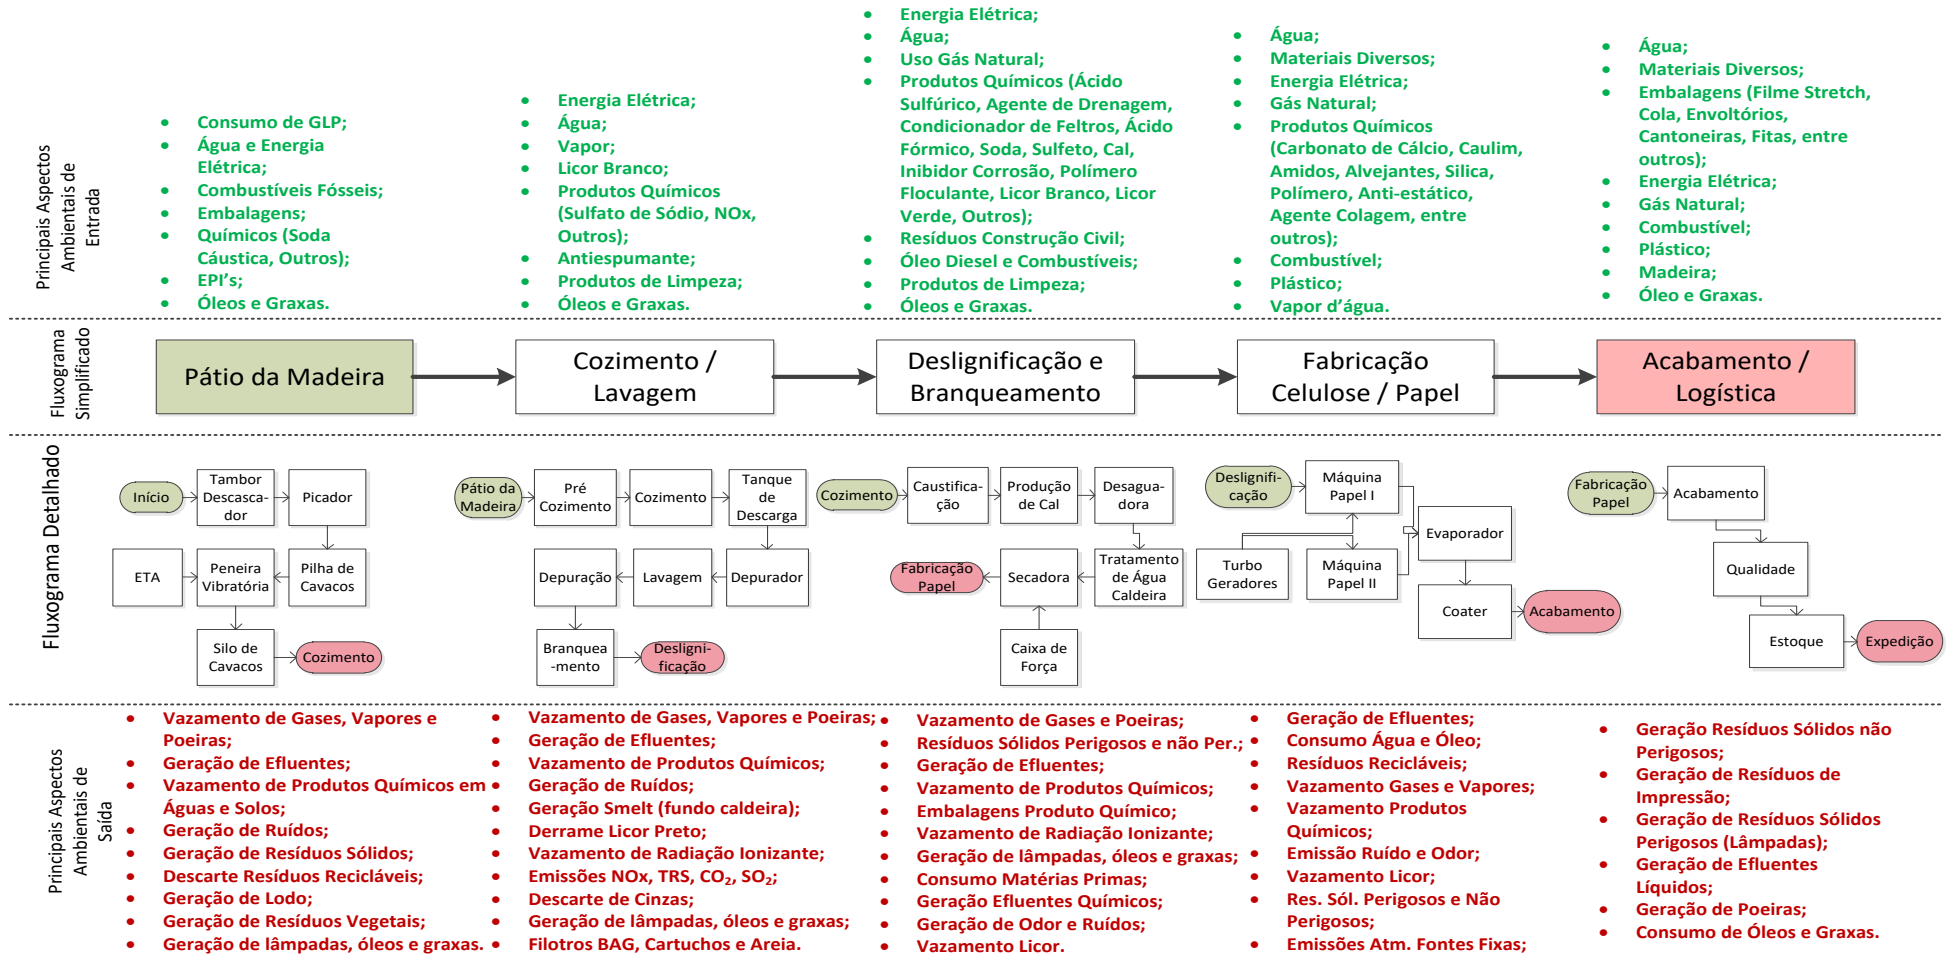 Principais Aspectos
Ambientais de
Entrada
• Consumo de GLP;
• Água e Energia
Elétrica;
• Combustíveis Fósseis;
• Embalagens;
• Químicos (Soda
Cáustica, Outros);
• EPI's;
• Óleos e Graxas.
• Energia Elétrica;
• Água;
• Vapor;
• Licor Branco;
• Produtos Químicos
(Sulfato de Sódio, NOx,
Outros);
• Antiespumante;
• Produtos de Limpeza;
• Óleos e Graxas.
• Energia Elétrica;
• Água;
• Uso Gás Natural;
• Produtos Químicos (Ácido
Sulfúrico, Agente de Drenagem,
Condicionador de Feltros, Ácido
Fórmico, Soda, Sulfeto, Cal,
Inibidor Corrosão, Polímero
Floculante, Licor Branco, Licor
Verde, Outros);
• Resíduos Construção Civil;
• Óleo Diesel e Combustíveis;
• Produtos de Limpeza;
• Óleos e Graxas.
• Água;
• Materiais Diversos;
• Energia Elétrica;
• Gás Natural;
• Produtos Químicos
(Carbonato de Cálcio, Caulim,
Amidos, Alvejantes, Silica,
Polímero, Anti-estático,
Agente Colagem, entre
outros);
• Combustível;
• Plástico;
• Vapor d'água.
• Água;
• Materiais Diversos;
• Embalagens (Filme Stretch,
Cola, Envoltórios,
Cantoneiras, Fitas, entre
outros);
• Energia Elétrica;
• Gás Natural;
• Combustível;
• Plástico;
• Madeira;
• Óleo e Graxas.
Fluxograma
Simplificado
Pátio da Madeira
Cozimento /
Lavagem
Deslignificação e
Branqueamento
Fabricação
Celulose / Papel
Acabamento /
Logística
Fluxograma Detalhado
Início
Tambor
Descasca-
dor
Picador
ETA
Peneira
Vibratória
Pilha de
Cavacos
Silo de
Cavacos
Cozimento
Pátio da
Madeira
Pré
Cozimento
Cozimento
Tanque
de
Descarga
Depuração
Lavagem
Depurador
Branquea
-mento
Deslign-
ificação
Cozimento
Caustifica-
ção
Produção
de Cal
Desagua-
dora
Fabricação
Papel
Secadora
Tratamento
de Água
Caldeira
Caixa de
Força
Deslignifi-
cação
Máquina
Papel I
Evaporador
Turbo
Geradores
Máquina
Papel II
Coater
Acabamento
Fabricação
Papel
Acabamento
Qualidade
Estoque
Expedição
Principais Aspectos
Ambientais de
Saída
• Vazamento de Gases, Vapores e
Poeiras;
• Geração de Efluentes;
• Vazamento de Produtos Químicos em
Águas e Solos;
• Geração de Ruídos;
• Geração de Resíduos Sólidos;
• Descarte Resíduos Recicláveis;
• Geração de Lodo;
• Geração de Resíduos Vegetais;
• Geração de lâmpadas, óleos e graxas.
• Vazamento de Gases, Vapores e Poeiras;
• Geração de Efluentes;
• Vazamento de Produtos Químicos;
• Geração de Ruídos;
• Geração Smelt (fundo caldeira);
• Derrame Licor Preto;
• Vazamento de Radiação Ionizante;
• Emissões NOx, TRS, CO₂, SO₂;
• Descarte de Cinzas;
• Geração de lâmpadas, óleos e graxas;
• Filotros BAG, Cartuchos e Areia.
• Vazamento de Gases e Poeiras;
• Resíduos Sólidos Perigosos e não Per.;
• Geração de Efluentes;
• Vazamento de Produtos Químicos;
• Embalagens Produto Químico;
• Vazamento de Radiação Ionizante;
• Geração de lâmpadas, óleos e graxas;
• Consumo Matérias Primas;
• Geração Efluentes Químicos;
• Geração de Odor e Ruídos;
• Vazamento Licor.
• Geração de Efluentes;
• Consumo Água e Óleo;
• Resíduos Recicláveis;
• Vazamento Gases e Vapores;
• Vazamento Produtos
Químicos;
• Emissão Ruído e Odor;
• Vazamento Licor;
• Res. Sól. Perigosos e Não
Perigosos;
• Emissões Atm. Fontes Fixas;
• Geração Resíduos Sólidos não
Perigosos;
• Geração de Resíduos de
Impressão;
• Geração de Resíduos Sólidos
Perigosos (Lâmpadas);
• Geração de Efluentes
Líquidos;
• Geração de Poeiras;
• Consumo de Óleos e Graxas.